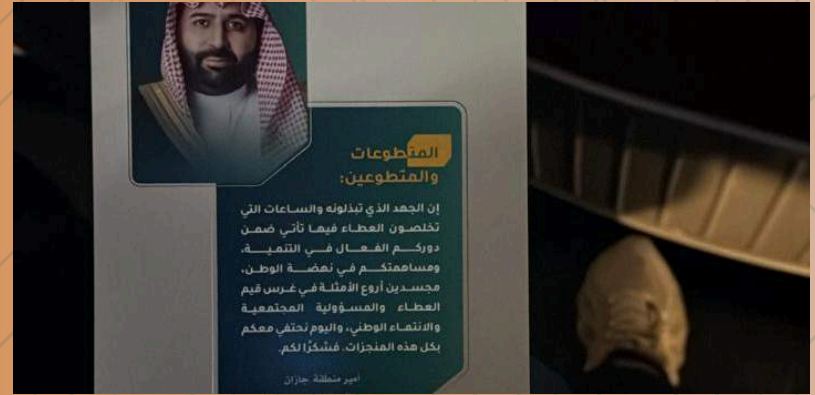 المتطوعات
والمتطوعين:
إن الجهد الذي تبذلونه والساعات التي
تخلصون العطاء فيها تأتي ضمن
دوركم الفعال في التنمية،
ومساهمتكم في نهضة الوطن،
مجسدين أروع الأمثلة في غرس قيم
العطاء والمسؤولية المجتمعية
والانتماء الوطني، واليوم نحتفي معكم
بكل هذه المنجزات. فشكرًا لكم.
أمير منطقة جازان